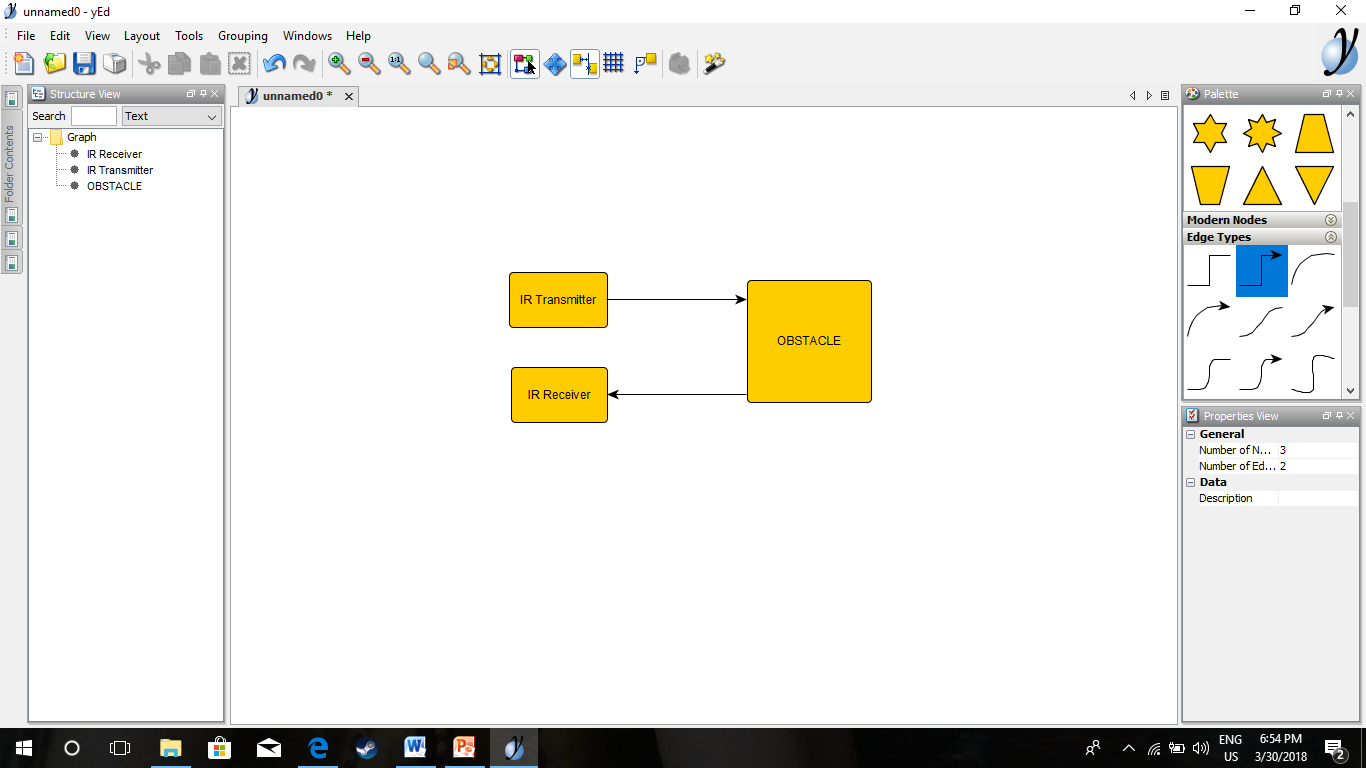 unnamed0 - yEd
File Edit View Layout Tools Grouping Windows Help
1:1
Structure View
Search Text
Graph
IR Receiver
IR Transmitter
OBSTACLE
Folder Contents
unnamed0 *
IR Transmitter
OBSTACLE
IR Receiver
Palette
Modern Nodes
Edge Types
Properties View
General
Number of N... 3
Number of Ed... 2
Data
Description
ENG
US
6:54 PM
3/30/2018
2